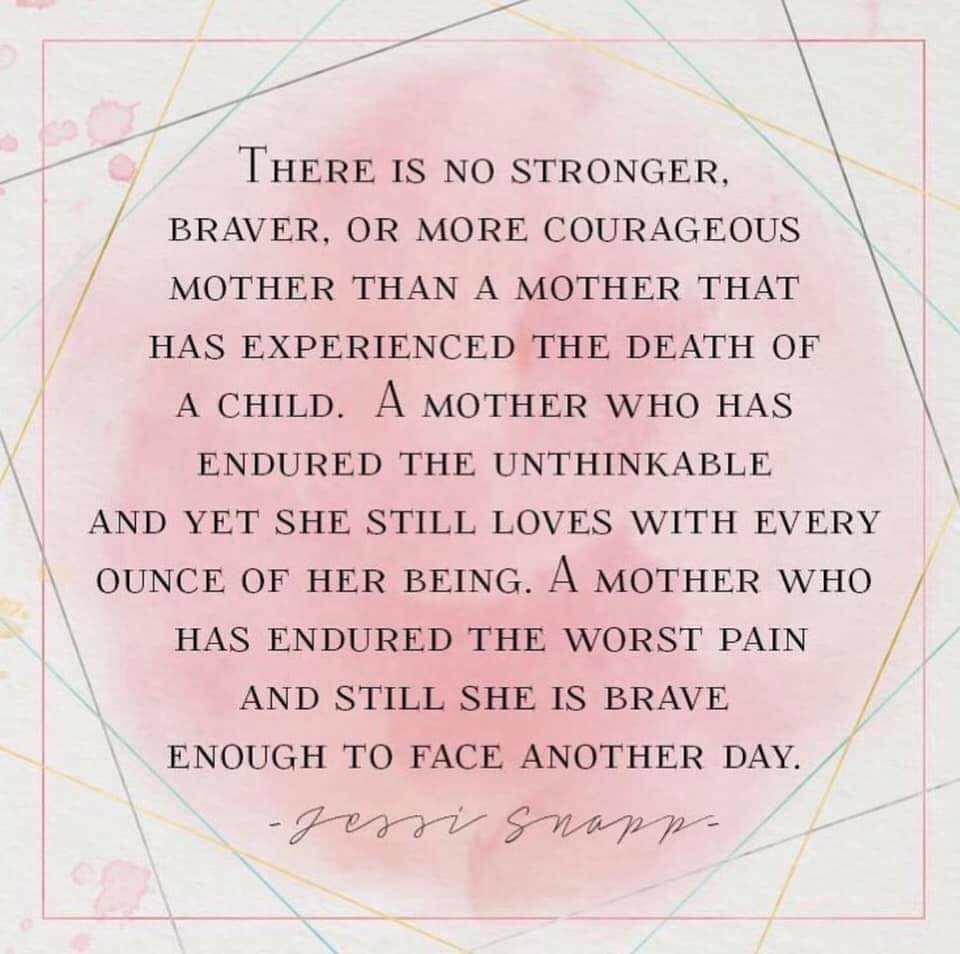 There is no stronger,
braver, or more courageous
mother than a mother that
has experienced the death of
a child. A mother who has
endured the unthinkable
and yet she still loves with every
ounce of her being. A mother who
has endured the worst pain
and still she is brave
enough to face another day.
-Jessi Snapp-